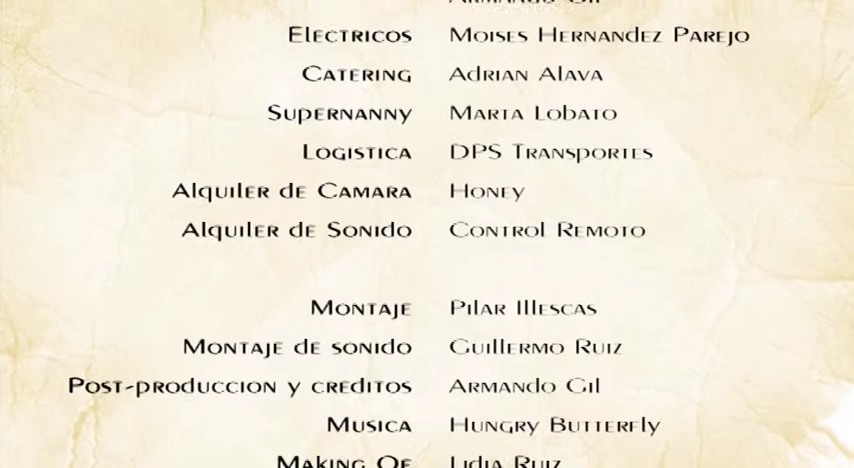 Armando Gil
Electricos Moises Hernandez Parejo
Catering Adrian Alava
Supernanny Marta Lobato
Logistica DPS Transportes
Alquiler de Camara Honey
Alquiler de Sonido Control Remoto
Montaje Pilar Illescas
Montaje de sonido Guillermo Ruiz
Post-produccion y creditos Armando Gil
Musica Hungry Butterfly
Making Of Lidia Ruiz